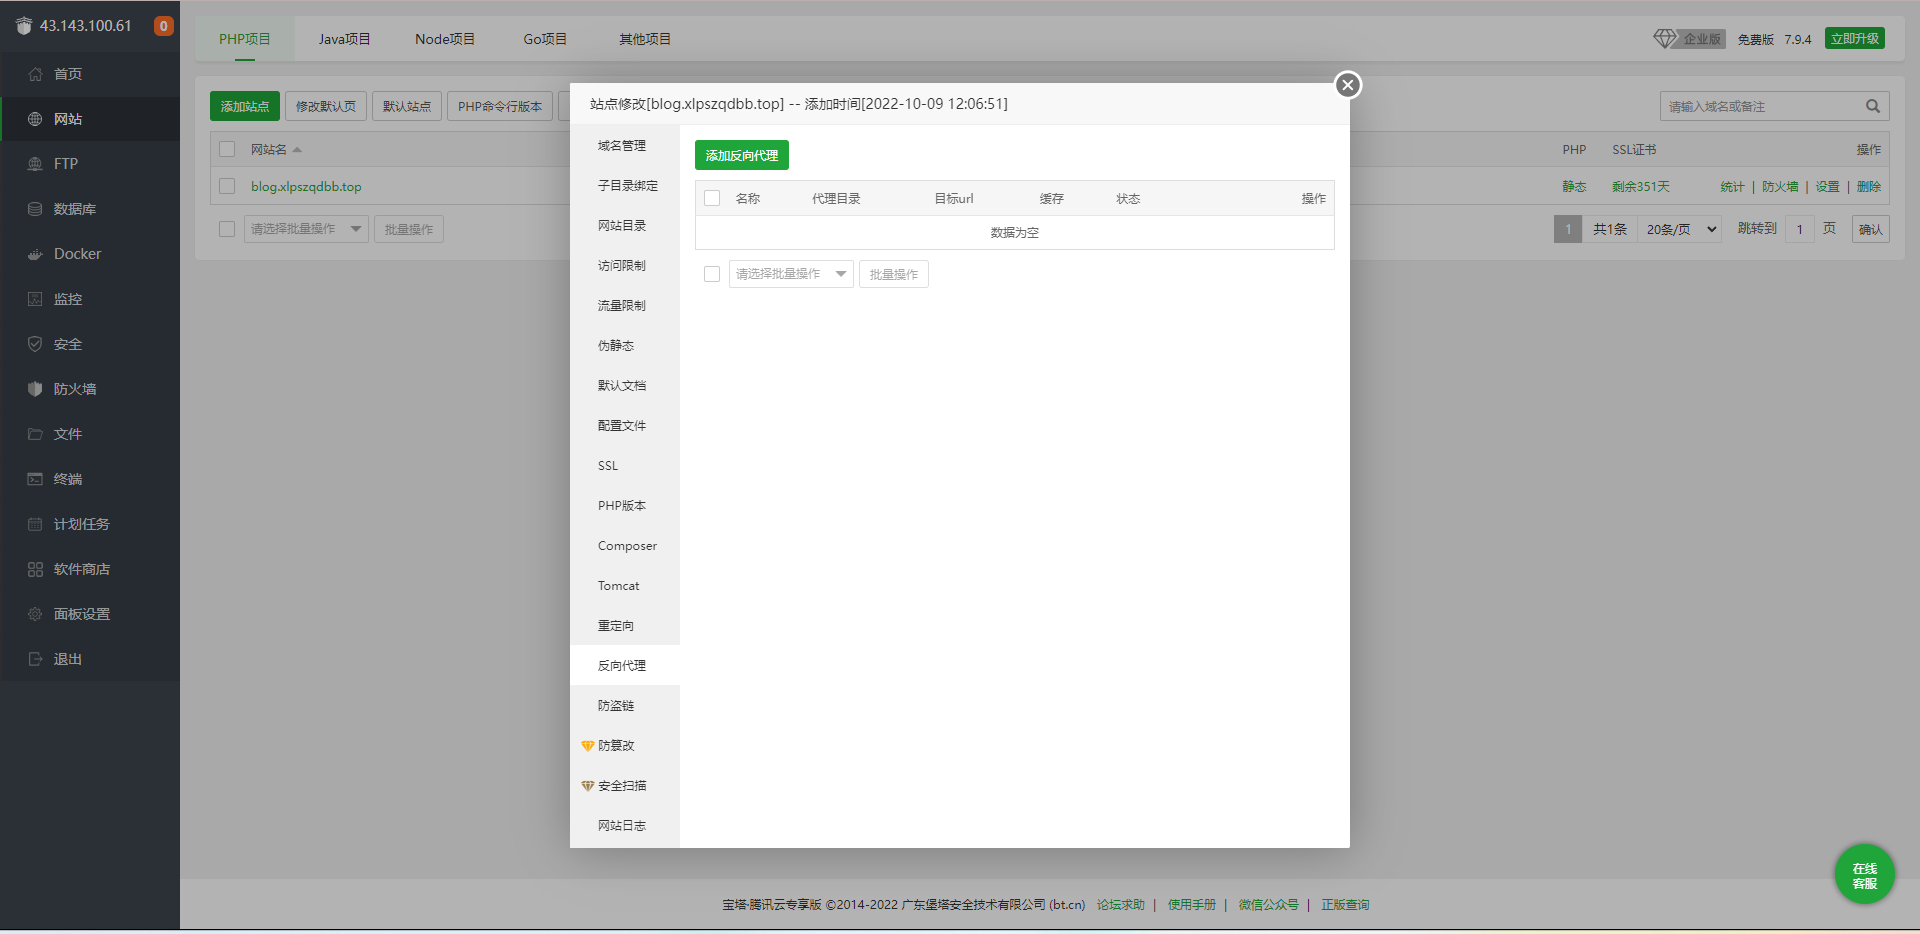 43.143.100.61
0
首页
网站
FTP
数据库
Docker
监控
安全
防火墙
文件
终端
计划任务
软件商店
面板设置
退出
PHP项目 Java项目 Node项目 Go项目 其他项目
企业版 免费版 7.9.4 立即升级
添加站点 修改默认页 默认站点 PHP命令行版本
请输入域名或备注
网站名 PHP SSL证书 操作
blog.xlpszqdbb.top 静态 剩余351天 统计 | 防火墙 | 设置 | 删除
请选择批量操作 批量操作
1 共1条 20条/页 跳转到 1 页 确认
站点修改[blog.xlpszqdbb.top] -- 添加时间[2022-10-09 12:06:51]
域名管理
子目录绑定
网站目录
访问限制
流量限制
伪静态
默认文档
配置文件
SSL
PHP版本
Composer
Tomcat
重定向
反向代理
防盗链
防篡改
安全扫描
网站日志
添加反向代理
名称 代理目录 目标url 缓存 状态 操作
数据为空
请选择批量操作 批量操作
在线
客服
宝塔·腾讯云专享版 ©2014-2022 广东堡塔安全技术有限公司 (bt.cn) 论坛求助 | 使用手册 | 微信公众号 | 正版查询